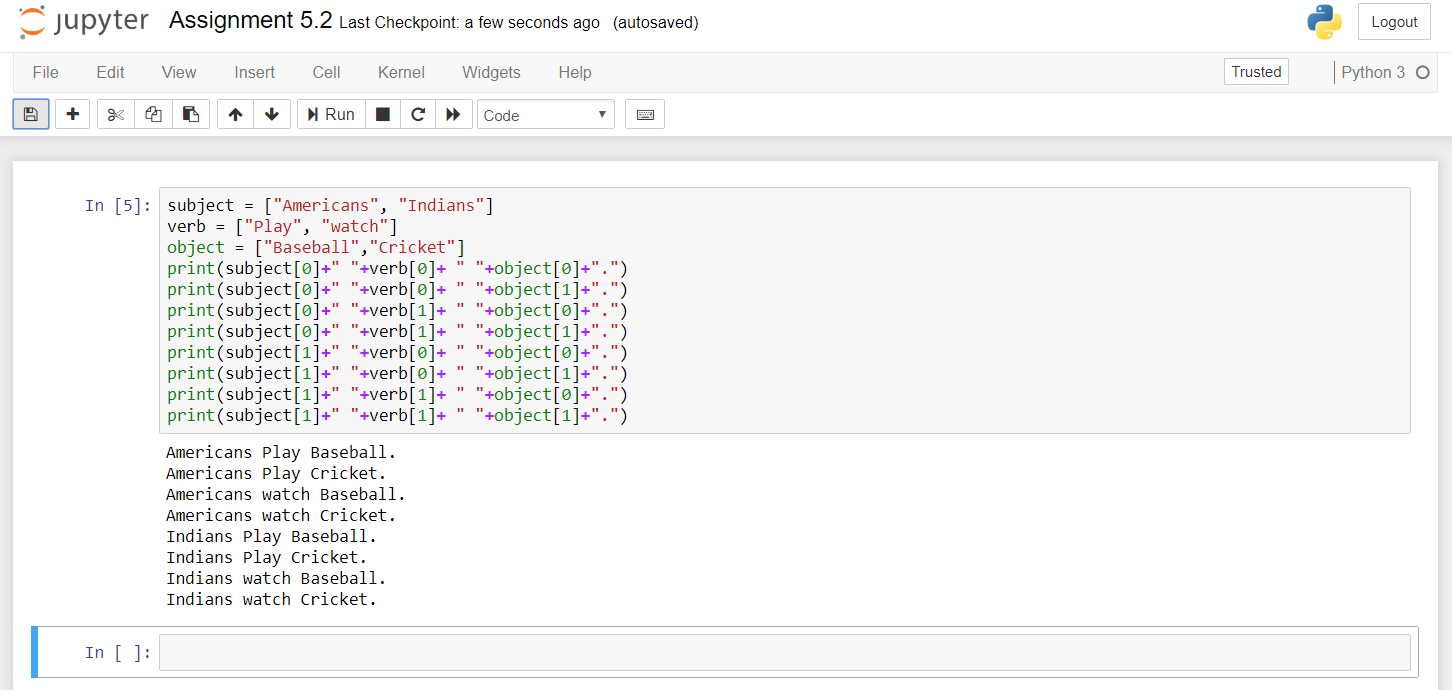 jupyter Assignment 5.2 Last Checkpoint: a few seconds ago (autosaved) Logout
File Edit View Insert Cell Kernel Widgets Help Trusted Python 3
Run Code
In [5]: subject = ["Americans", "Indians"]
verb = ["Play", "watch"]
object = ["Baseball","Cricket"]
print(subject[0]+" "+verb[0]+ " "+object[0]+".")
print(subject[0]+" "+verb[0]+ " "+object[1]+".")
print(subject[0]+" "+verb[1]+ " "+object[0]+".")
print(subject[0]+" "+verb[1]+ " "+object[1]+".")
print(subject[1]+" "+verb[0]+ " "+object[0]+".")
print(subject[1]+" "+verb[0]+ " "+object[1]+".")
print(subject[1]+" "+verb[1]+ " "+object[0]+".")
print(subject[1]+" "+verb[1]+ " "+object[1]+".")
Americans Play Baseball.
Americans Play Cricket.
Americans watch Baseball.
Americans watch Cricket.
Indians Play Baseball.
Indians Play Cricket.
Indians watch Baseball.
Indians watch Cricket.
In [ ]: